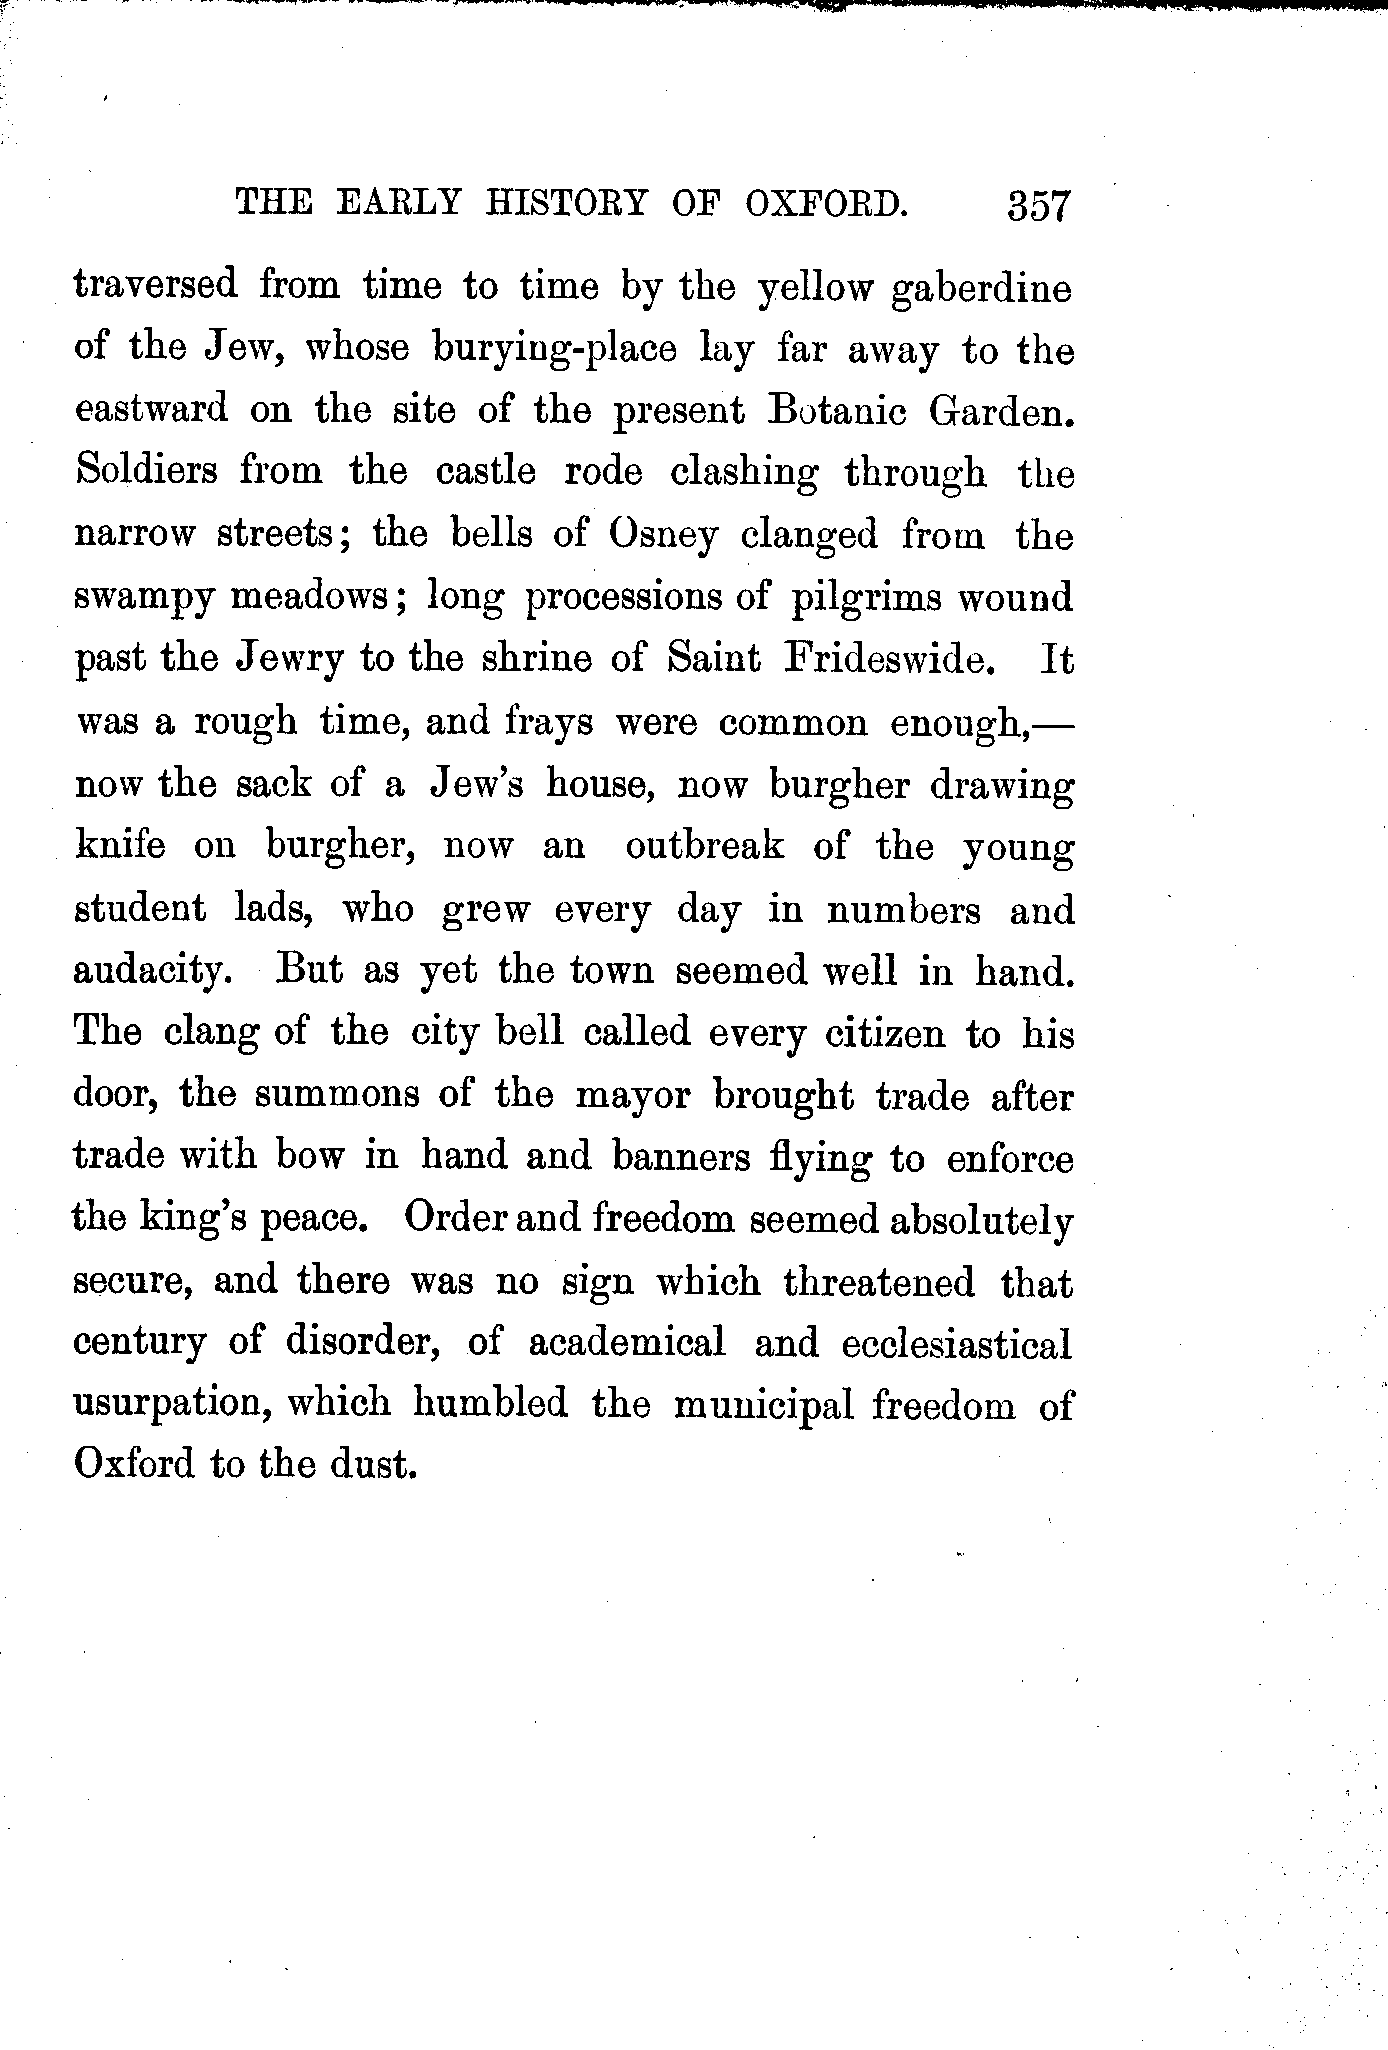 THE EARLY HISTORY OF OXFORD. 357
traversed from time to time by the yellow gaberdine
of the Jew, whose burying-place lay far away to the
eastward on the site of the present Botanic Garden.
Soldiers from the castle rode clashing through the
narrow streets; the bells of Osney clanged from the
swampy meadows; long processions of pilgrims wound
past the Jewry to the shrine of Saint Frideswide. It
was a rough time, and frays were common enough,—
now the sack of a Jew's house, now burgher drawing
knife on burgher, now an outbreak of the young
student lads, who grew every day in numbers and
audacity. But as yet the town seemed well in hand.
The clang of the city bell called every citizen to his
door, the summons of the mayor brought trade after
trade with bow in hand and banners flying to enforce
the king's peace. Order and freedom seemed absolutely
secure, and there was no sign which threatened that
century of disorder, of academical and ecclesiastical
usurpation, which humbled the municipal freedom of
Oxford to the dust.